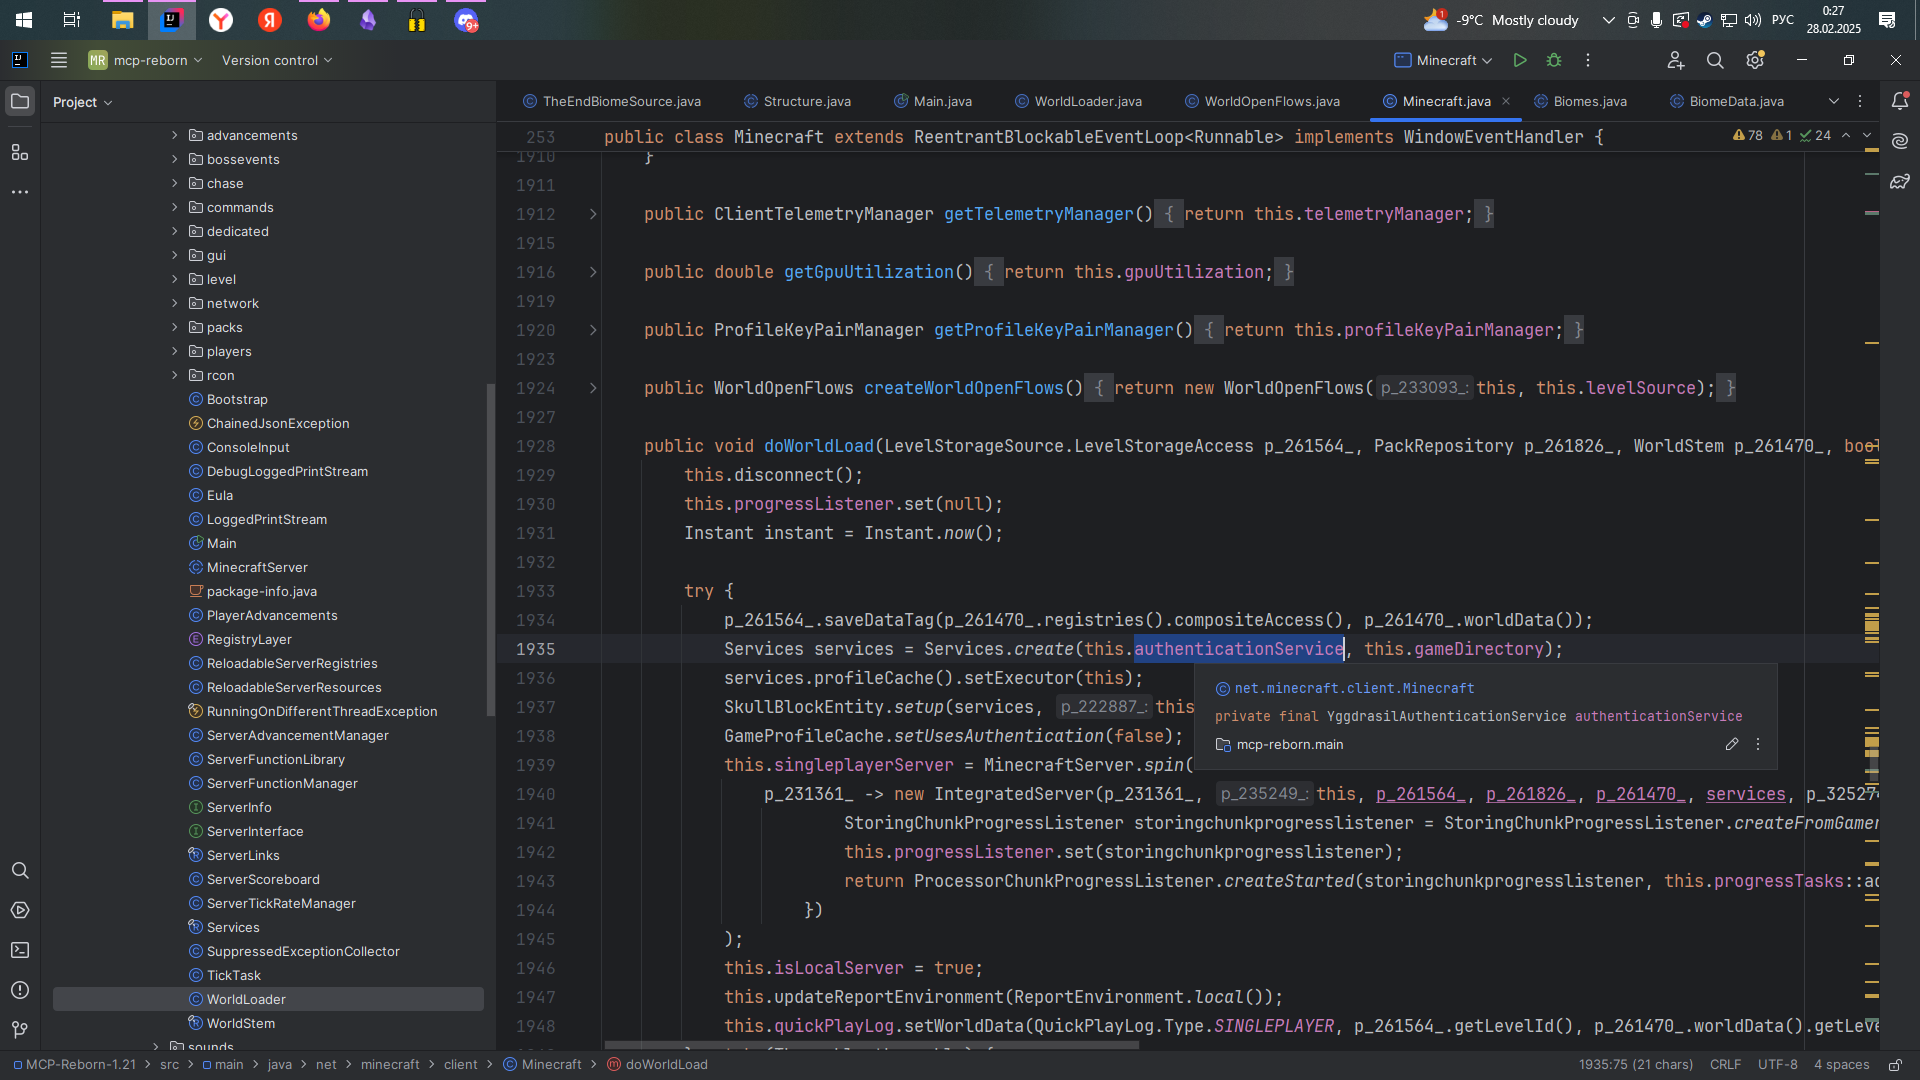 -9°C Mostly cloudy
РУС
0:27
28.02.2025
MR mcp-reborn
Version control
Minecraft
Project
TheEndBiomeSource.java
Structure.java
Main.java
WorldLoader.java
WorldOpenFlows.java
Minecraft.java
Biomes.java
BiomeData.java
advancements
bossevents
chase
commands
dedicated
gui
level
network
packs
players
rcon
Bootstrap
ChainedJsonException
ConsoleInput
DebugLoggedPrintStream
Eula
LoggedPrintStream
Main
MinecraftServer
package-info.java
PlayerAdvancements
RegistryLayer
ReloadableServerRegistries
ReloadableServerResources
RunningOnDifferentThreadException
ServerAdvancementManager
ServerFunctionLibrary
ServerFunctionManager
ServerInfo
ServerInterface
ServerLinks
ServerScoreboard
ServerTickRateManager
Services
SuppressedExceptionCollector
TickTask
WorldLoader
WorldStem
sounds
253 public class Minecraft extends ReentrantBlockableEventLoop<Runnable> implements WindowEventHandler {
78 1 24
1910 }
1911
1912 public ClientTelemetryManager getTelemetryManager() { return this.telemetryManager; }
1915
1916 public double getGpuUtilization() { return this.gpuUtilization; }
1919
1920 public ProfileKeyPairManager getProfileKeyPairManager() { return this.profileKeyPairManager; }
1923
1924 public WorldOpenFlows createWorldOpenFlows() { return new WorldOpenFlows( p_233093_: this, this.levelSource); }
1927
1928 public void doWorldLoad(LevelStorageSource.LevelStorageAccess p_261564_, PackRepository p_261826_, WorldStem p_261470_, bool
1929 this.disconnect();
1930 this.progressListener.set(null);
1931 Instant instant = Instant.now();
1932
1933 try {
1934 p_261564_.saveDataTag(p_261470_.registries().compositeAccess(), p_261470_.worldData());
1935 Services services = Services.create(this.authenticationService, this.gameDirectory);
1936 services.profileCache().setExecutor(this);
1937 SkullBlockEntity.setup(services, p_222887_: this
1938 GameProfileCache.setUsesAuthentication(false);
1939 this.singleplayerServer = MinecraftServer.spin(
1940 p_231361_ -> new IntegratedServer(p_231361_, p_235249_: this, p_261564_, p_261826_, p_261470_, services, p_32527
1941 StoringChunkProgressListener storingchunkprogresslistener = StoringChunkProgressListener.createFromGamer
1942 this.progressListener.set(storingchunkprogresslistener);
1943 return ProcessorChunkProgressListener.createStarted(storingchunkprogresslistener, this.progressTasks::ad
1944 })
1945 );
1946 this.isLocalServer = true;
1947 this.updateReportEnvironment(ReportEnvironment.local());
1948 this.quickPlayLog.setWorldData(QuickPlayLog.Type.SINGLEPLAYER, p_261564_.getLevelId(), p_261470_.worldData().getLeve
net.minecraft.client.Minecraft
private final YggdrasilAuthenticationService authenticationService
mcp-reborn.main
MCP-Reborn-1.21 > src > main > java > net > minecraft > client > Minecraft > doWorldLoad
1935:75 (21 chars) CRLF UTF-8 4 spaces